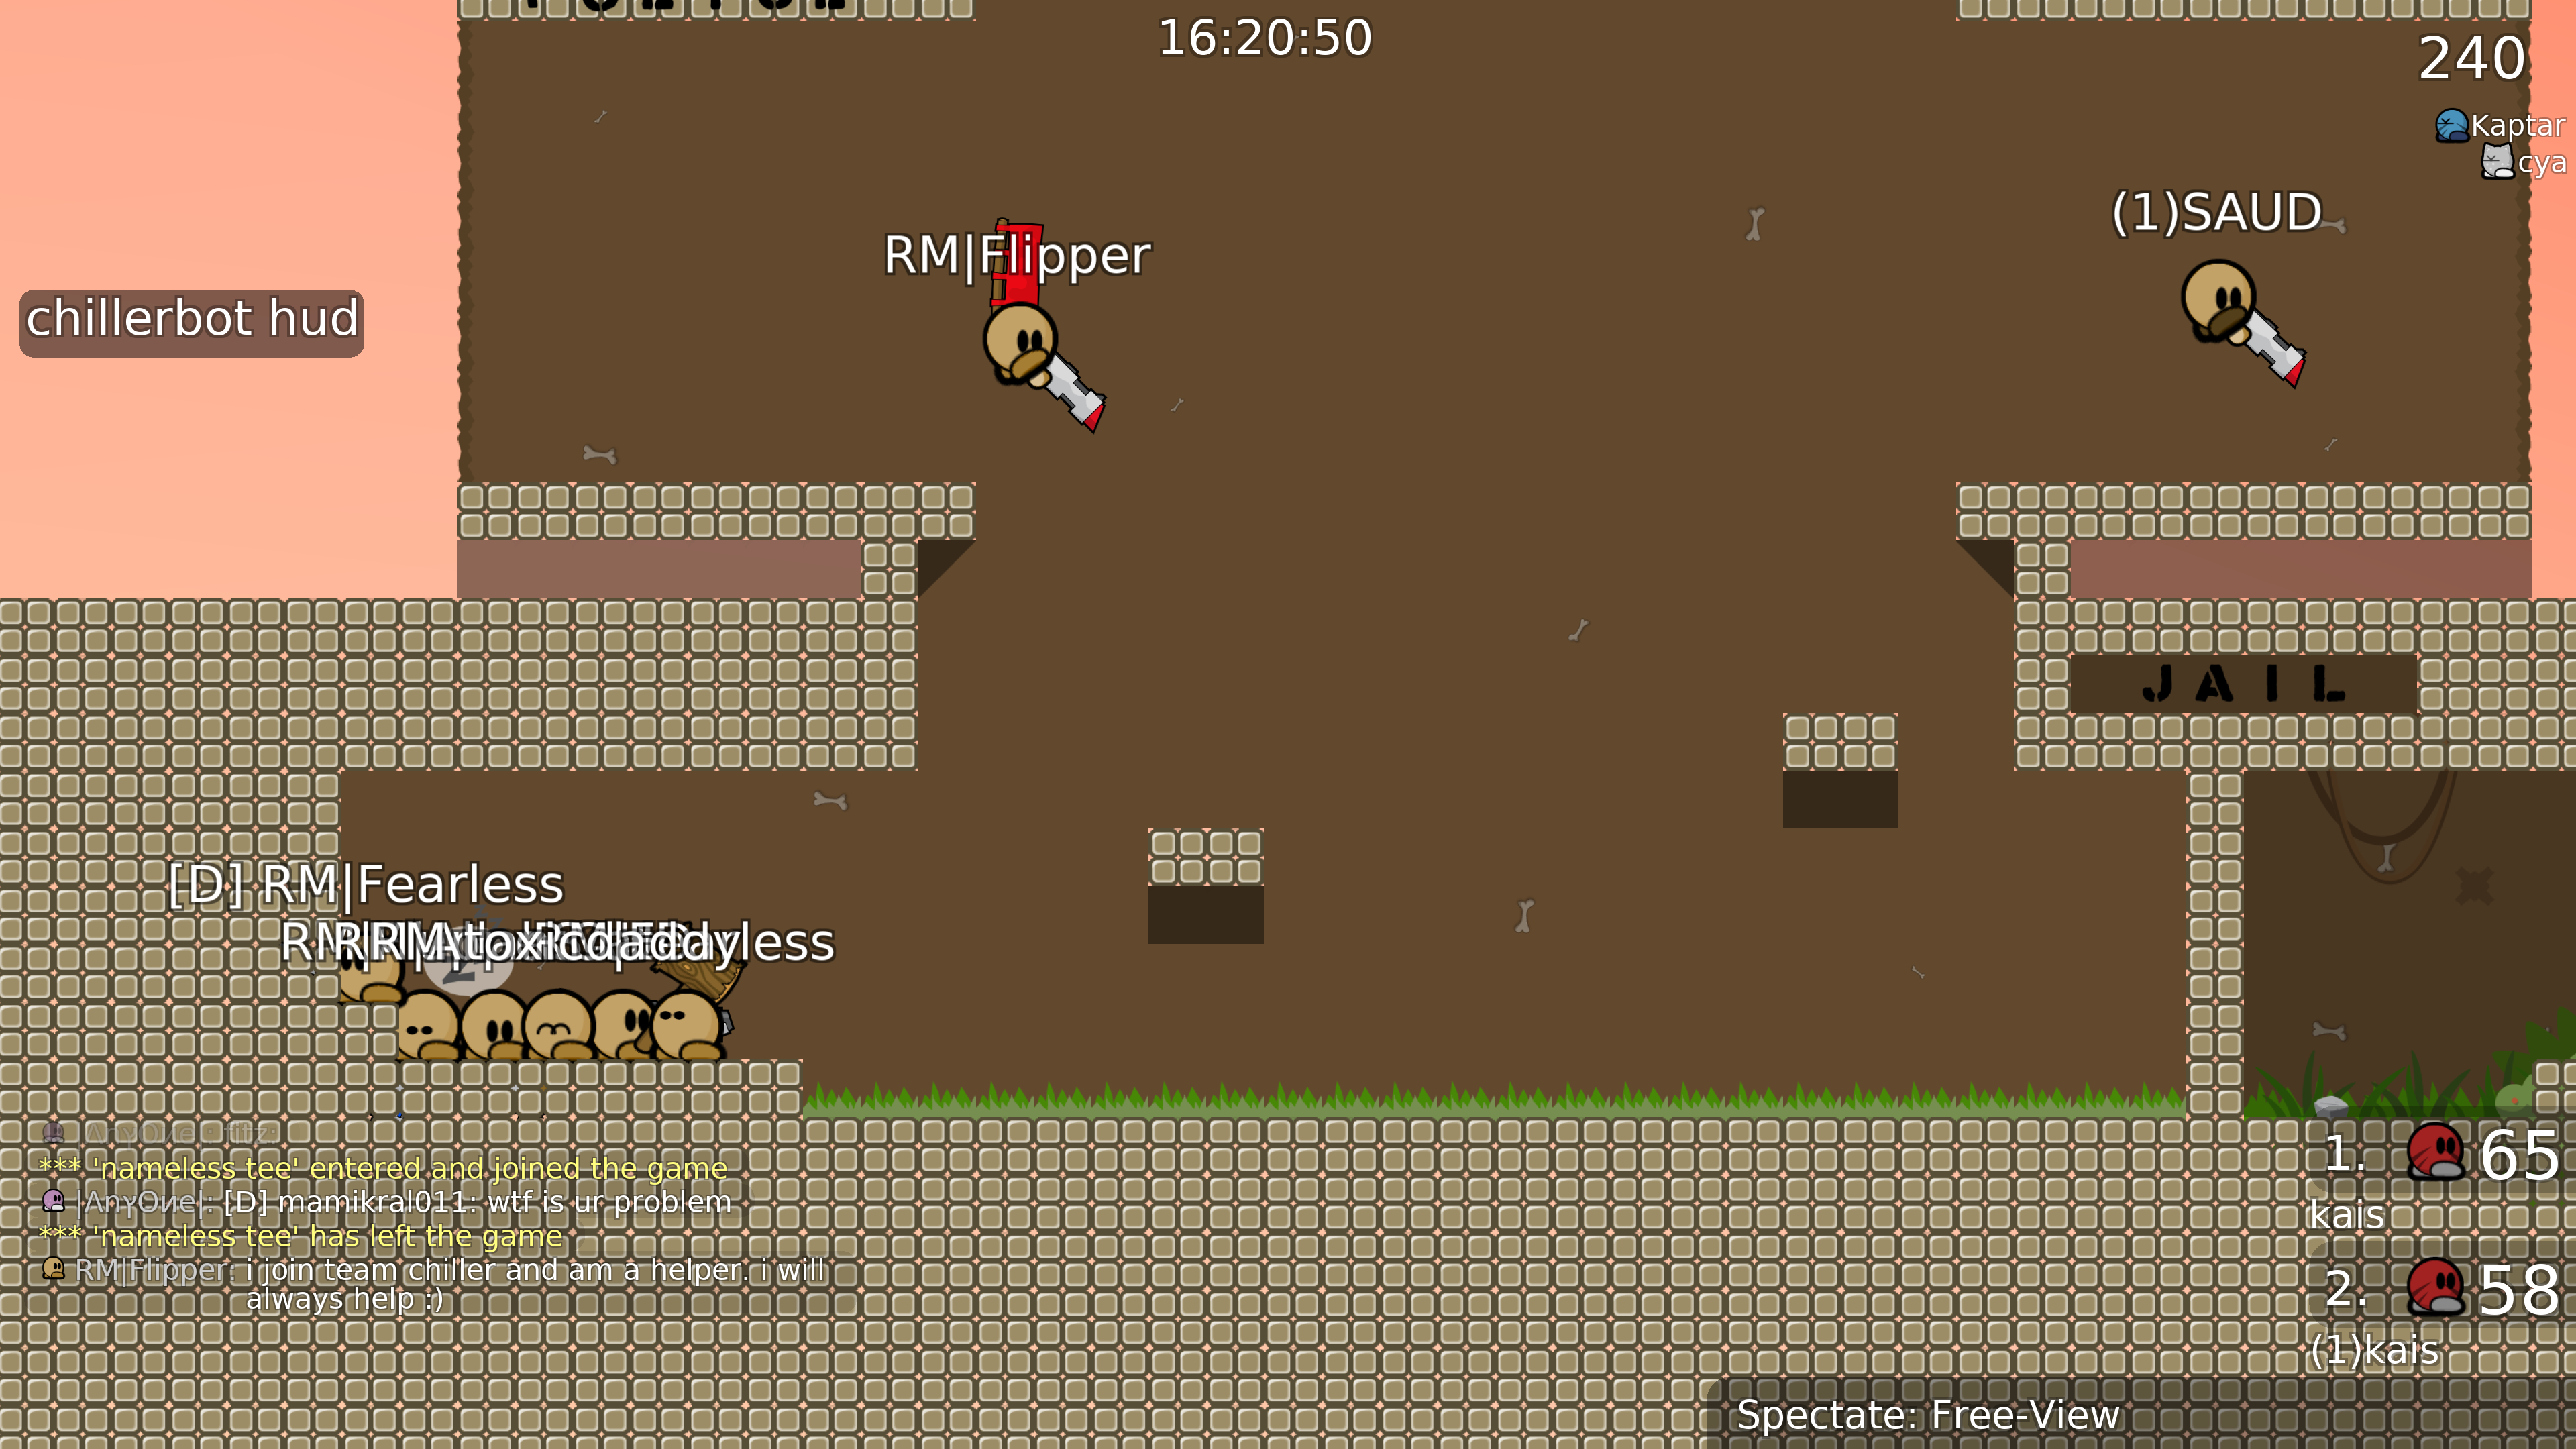 16:20:50
240
Kaptar
cya
(1)SAUD
RM|Flipper
chillerbot hud
JAIL
[D] RM|Fearless
*** 'nameless tee' entered and joined the game
|AnγOиe|: [D] mamikral011: wtf is ur problem
*** 'nameless tee' has left the game
RM|Flipper: i join team chiller and am a helper. i will
always help :)
1. 65
kais
2. 58
(1)kais
Spectate: Free-View